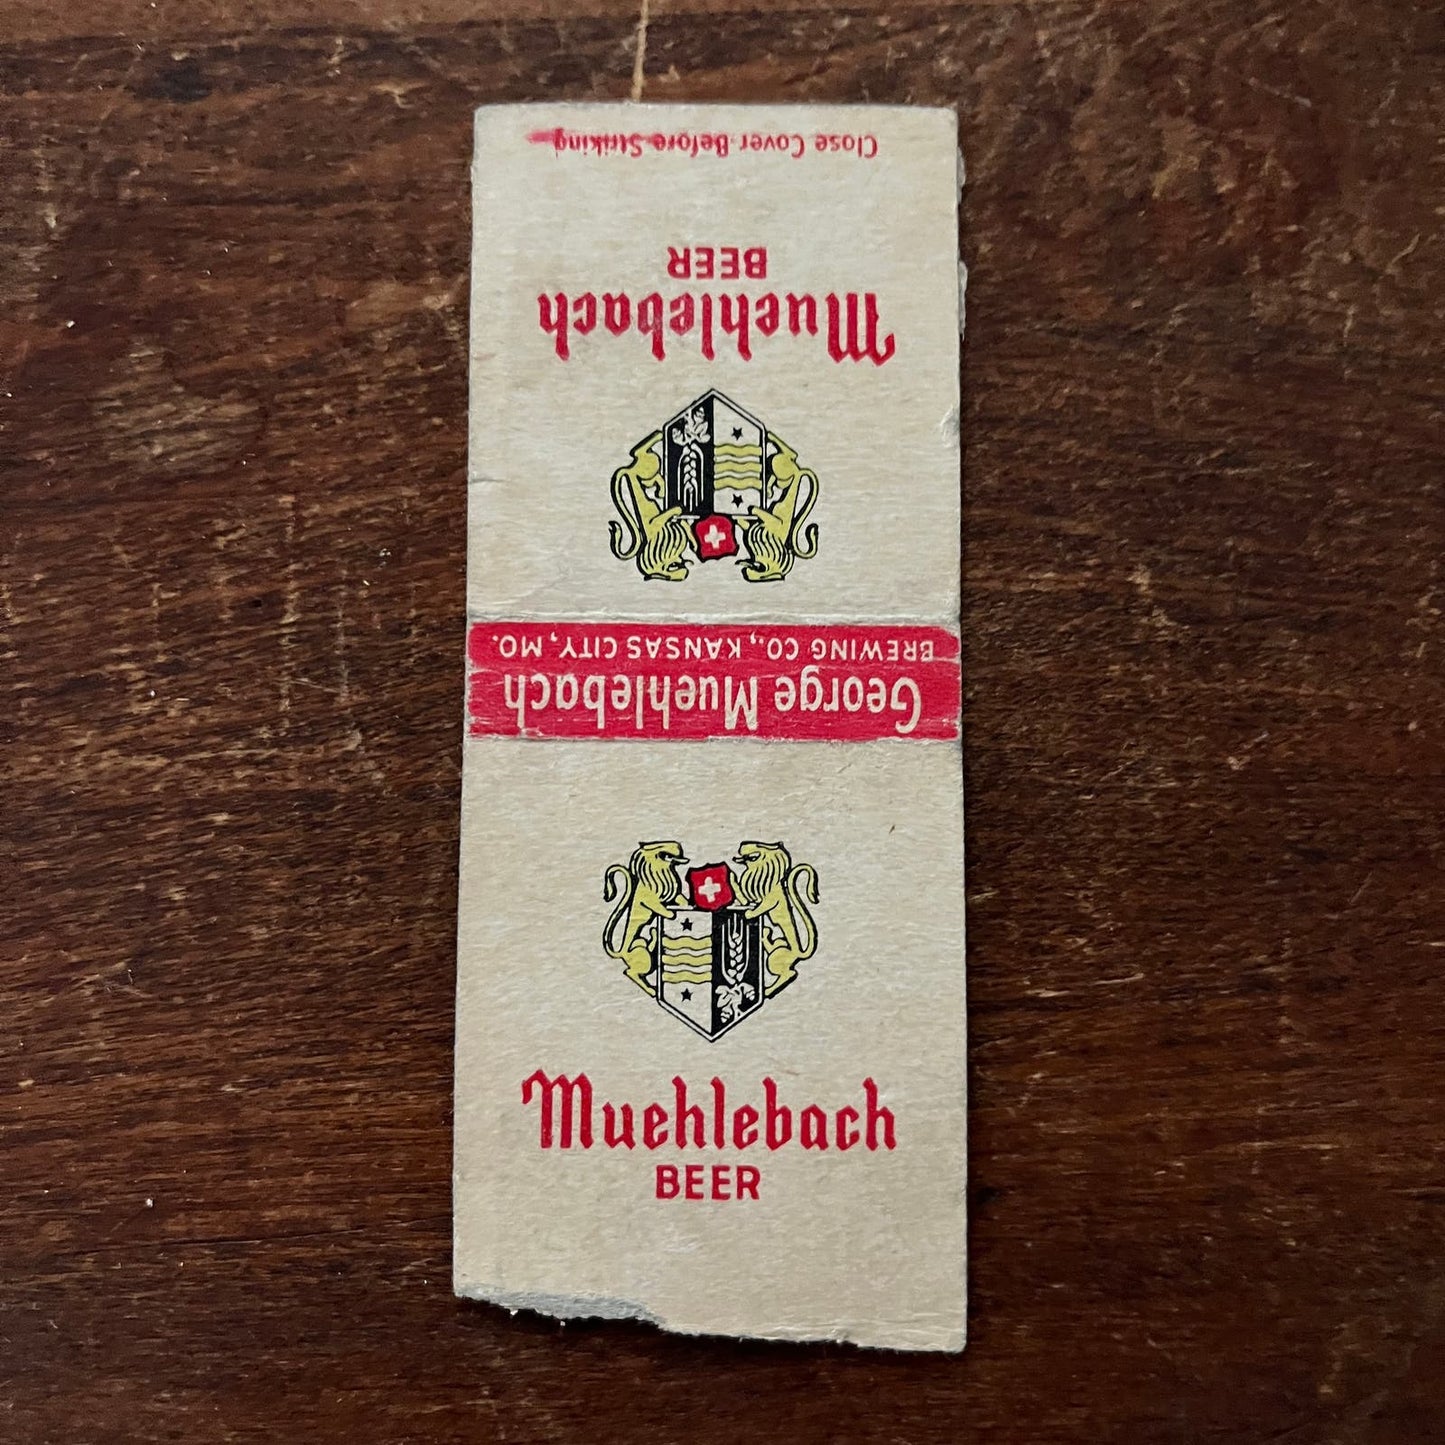 Close Cover Before Striking
Muehlebach
BEER
George Muehlebach
BREWING CO., KANSAS CITY, MO.
Muehlebach
BEER